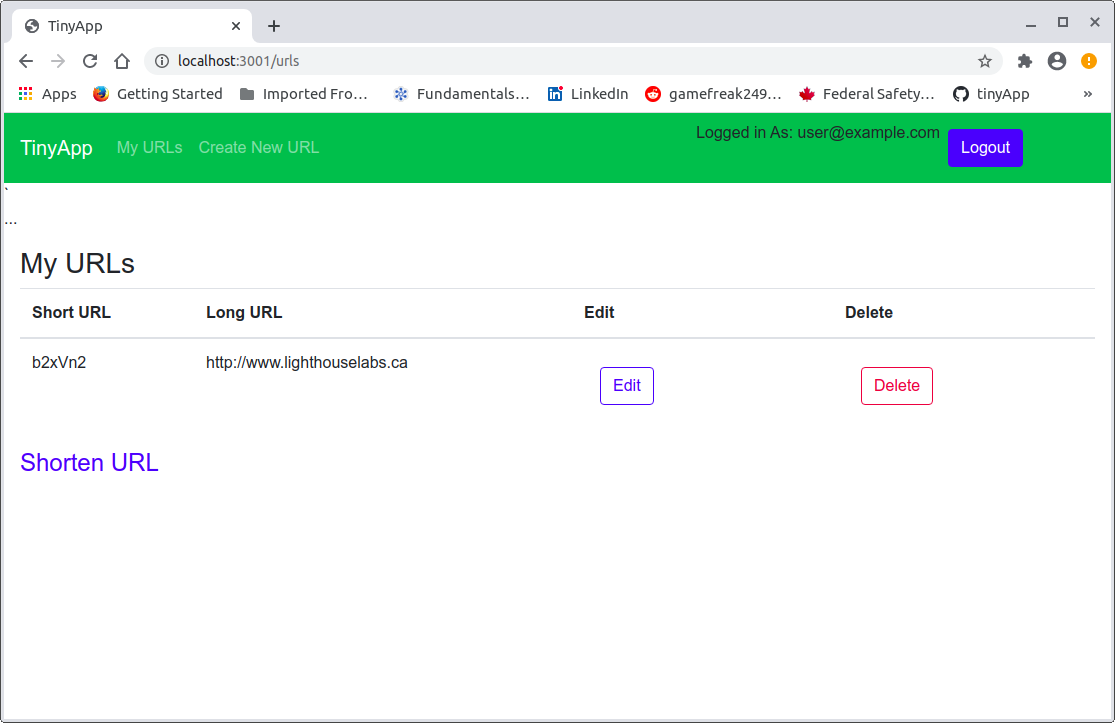 TinyApp
localhost:3001/urls
Apps Getting Started Imported Fro... Fundamentals... LinkedIn gamefreak249... Federal Safety... tinyApp »
TinyApp My URLs Create New URL Logged in As: user@example.com Logout
`
...
My URLs
Short URL Long URL Edit Delete
b2xVn2 http://www.lighthouselabs.ca Edit Delete
Shorten URL